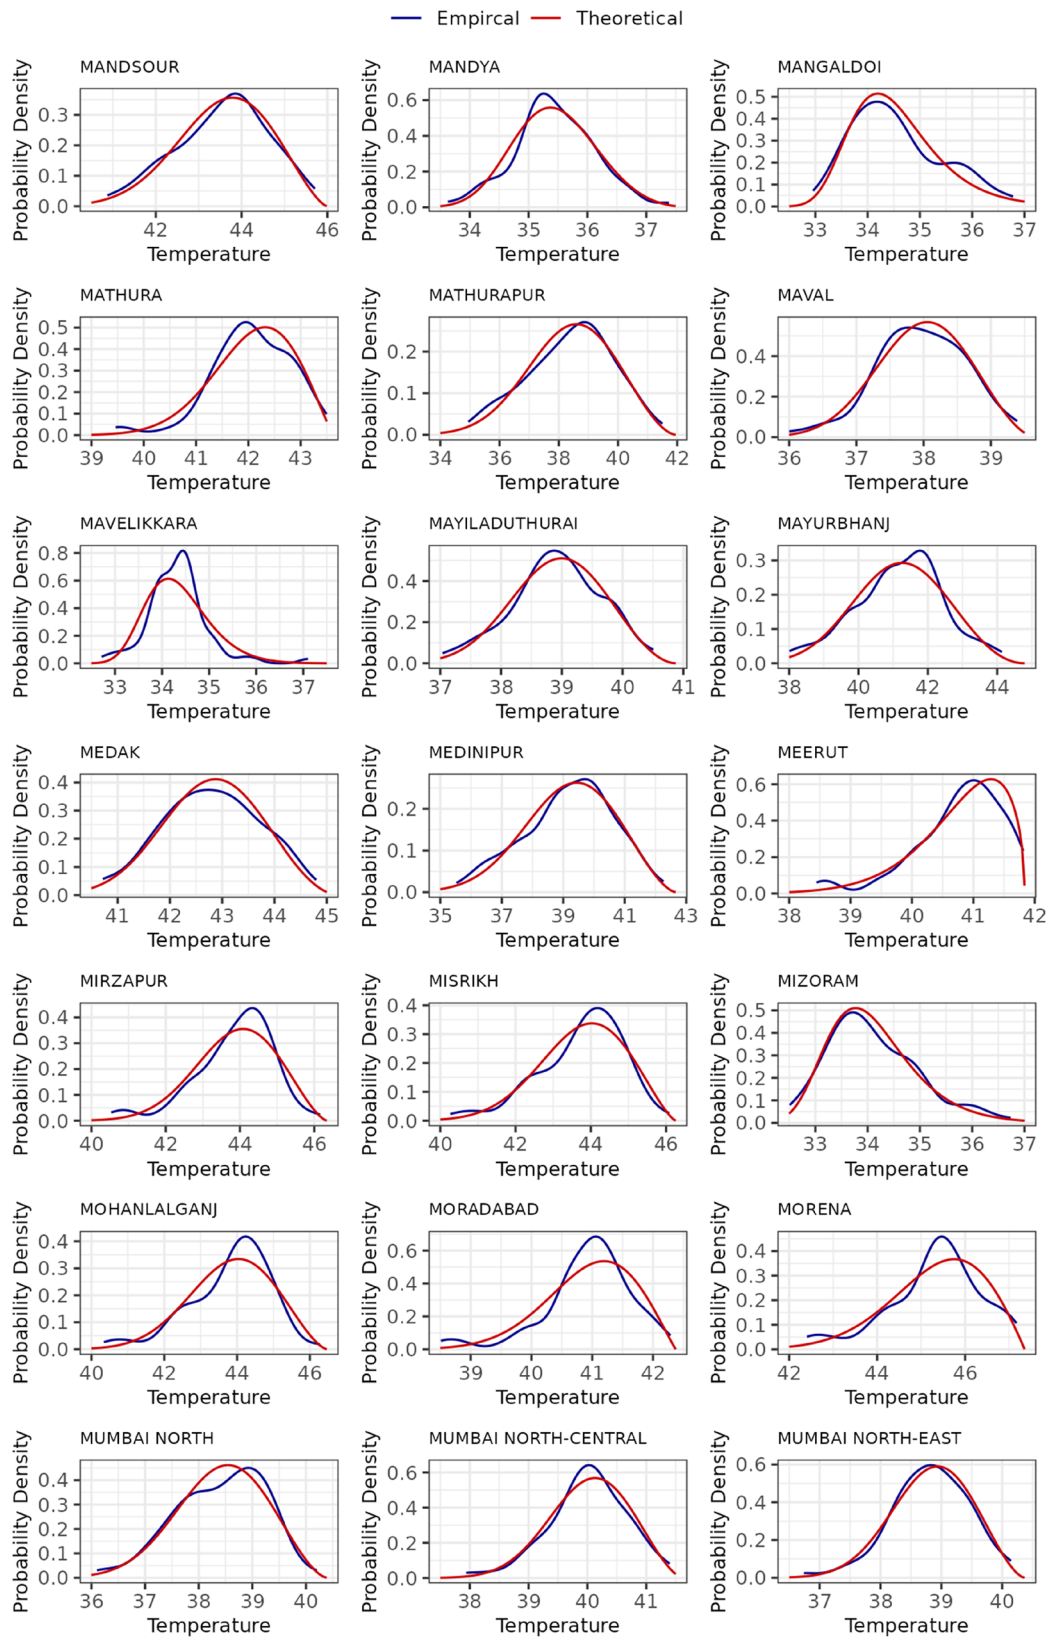 Empircal Theoretical
MANDSOUR MANDYA MANGALDOI
Probability Density 0.3 0.2 0.1 0.0 Probability Density 0.6 0.4 0.2 0.0 Probability Density 0.5 0.4 0.3 0.2 0.1 0.0
42 44 46 34 35 36 37 33 34 35 36 37
Temperature Temperature Temperature
MATHURA MATHURAPUR MAVAL
Probability Density 0.5 0.4 0.3 0.2 0.1 0.0 Probability Density 0.2 0.1 0.0 Probability Density 0.4 0.2 0.0
39 40 41 42 43 34 36 38 40 42 36 37 38 39
Temperature Temperature Temperature
MAVELIKKARA MAYILADUTHURAI MAYURBHANJ
Probability Density 0.8 0.6 0.4 0.2 0.0 Probability Density 0.4 0.2 0.0 Probability Density 0.3 0.2 0.1 0.0
33 34 35 36 37 37 38 39 40 41 38 40 42 44
Temperature Temperature Temperature
MEDAK MEDINIPUR MEERUT
Probability Density 0.4 0.3 0.2 0.1 0.0 Probability Density 0.2 0.1 0.0 Probability Density 0.6 0.4 0.2 0.0
41 42 43 44 45 35 37 39 41 43 38 39 40 41 42
Temperature Temperature Temperature
MIRZAPUR MISRIKH MIZORAM
Probability Density 0.4 0.3 0.2 0.1 0.0 Probability Density 0.4 0.3 0.2 0.1 0.0 Probability Density 0.5 0.4 0.3 0.2 0.1 0.0
40 42 44 46 40 42 44 46 33 34 35 36 37
Temperature Temperature Temperature
MOHANLALGANJ MORADABAD MORENA
Probability Density 0.4 0.3 0.2 0.1 0.0 Probability Density 0.6 0.4 0.2 0.0 Probability Density 0.4 0.3 0.2 0.1 0.0
40 42 44 46 39 40 41 42 42 44 46
Temperature Temperature Temperature
MUMBAI NORTH MUMBAI NORTH-CENTRAL MUMBAI NORTH-EAST
Probability Density 0.4 0.3 0.2 0.1 0.0 Probability Density 0.6 0.4 0.2 0.0 Probability Density 0.6 0.4 0.2 0.0
36 37 38 39 40 38 39 40 41 37 38 39 40
Temperature Temperature Temperature